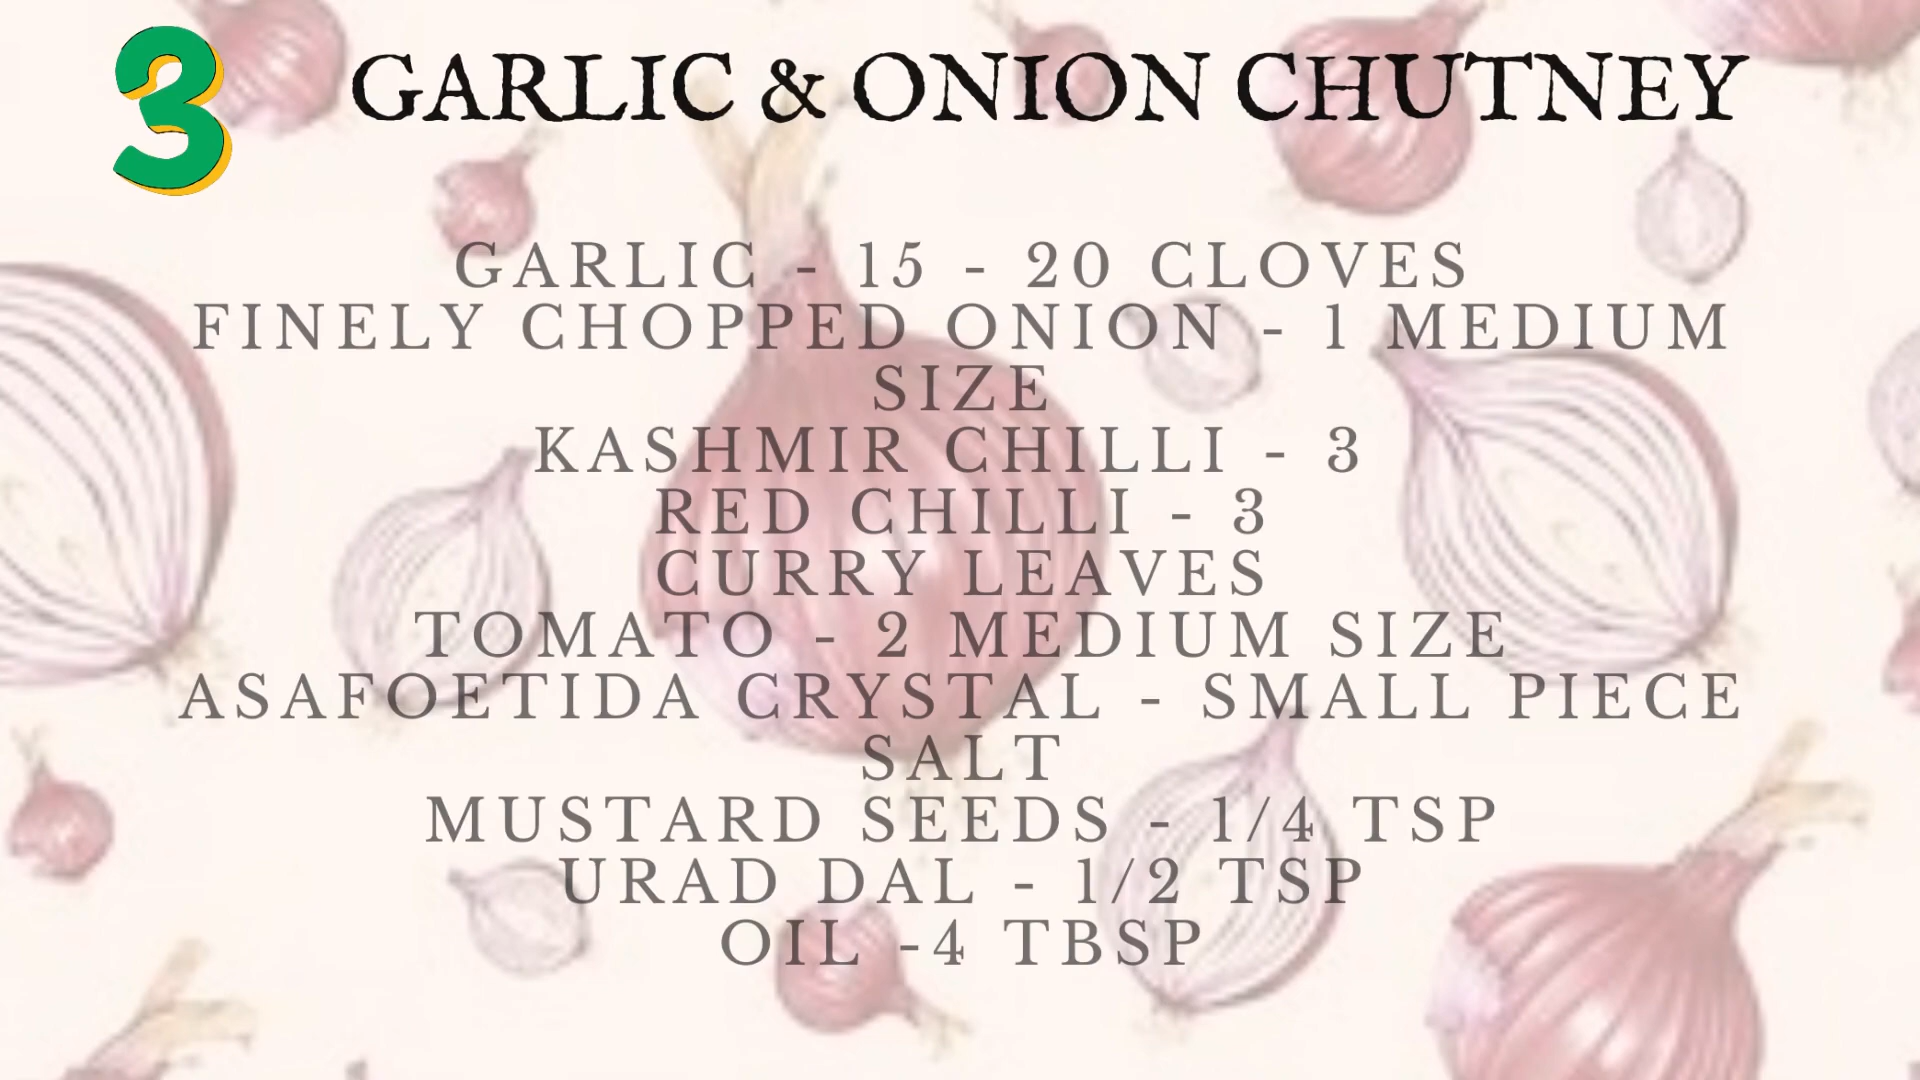 3
GARLIC & ONION CHUTNEY
GARLIC - 15 - 20 CLOVES
FINELY CHOPPED ONION - 1 MEDIUM
SIZE
KASHMIR CHILLI - 3
RED CHILLI - 3
CURRY LEAVES
TOMATO - 2 MEDIUM SIZE
ASAFOETIDA CRYSTAL - SMALL PIECE
SALT
MUSTARD SEEDS - 1/4 TSP
URAD DAL - 1/2 TSP
OIL -4 TBSP